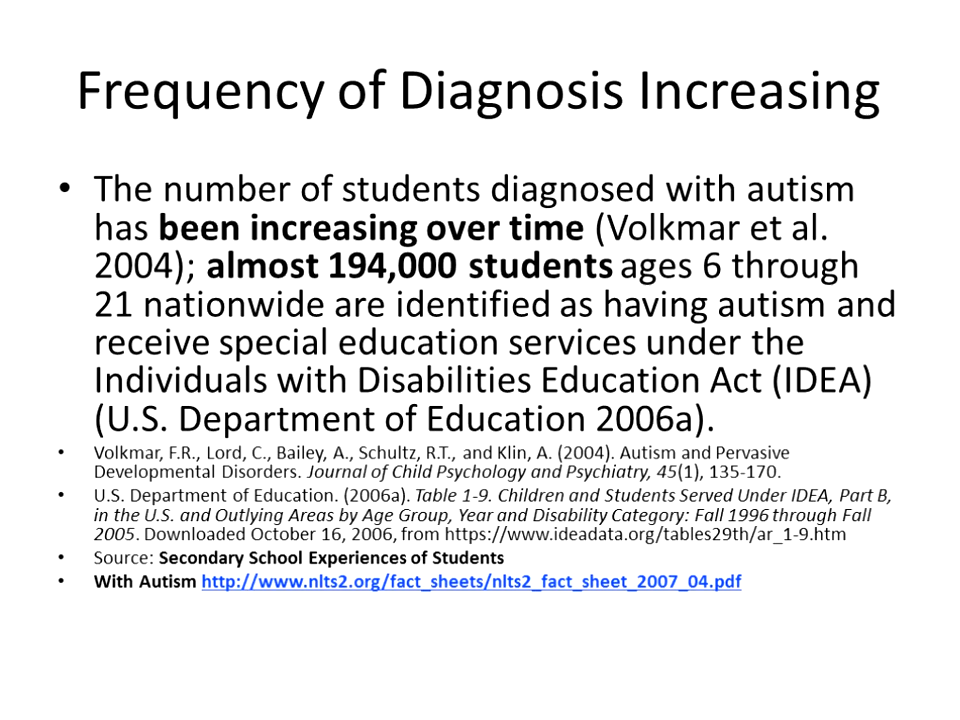 Frequency of Diagnosis Increasing
• The number of students diagnosed with autism
has been increasing over time (Volkmar et al.
2004); almost 194,000 students ages 6 through
21 nationwide are identified as having autism and
receive special education services under the
Individuals with Disabilities Education Act (IDEA)
(U.S. Department of Education 2006a).
• Volkmar, F.R., Lord, C., Bailey, A., Schultz, R.T., and Klin, A. (2004). Autism and Pervasive
Developmental Disorders. Journal of Child Psychology and Psychiatry, 45(1), 135-170.
• U.S. Department of Education. (2006a). Table 1-9. Children and Students Served Under IDEA, Part B,
in the U.S. and Outlying Areas by Age Group, Year and Disability Category: Fall 1996 through Fall
2005. Downloaded October 16, 2006, from https://www.ideadata.org/tables29th/ar_1-9.htm
• Source: Secondary School Experiences of Students
• With Autism http://www.nlts2.org/fact_sheets/nlts2_fact_sheet_2007_04.pdf